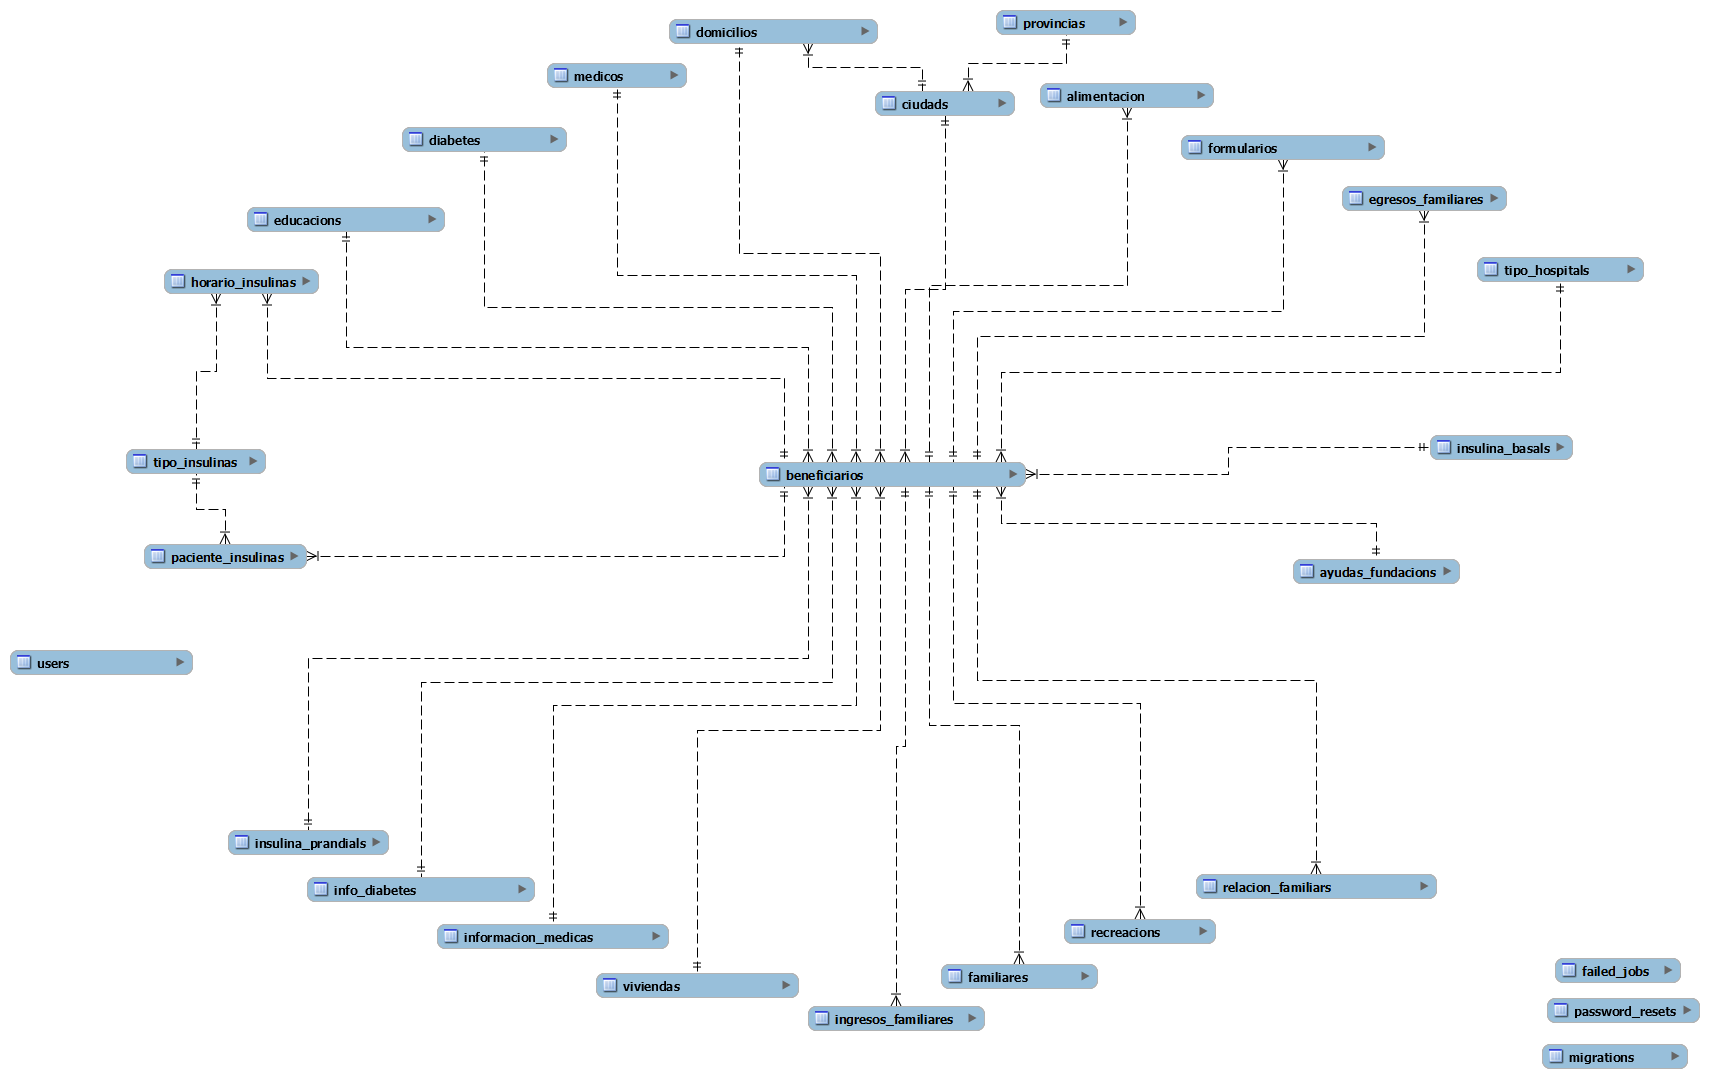 provincias
domicilios
medicos
alimentacion
ciudads
diabetes
formularios
egresos_familiares
educacions
tipo_hospitals
horario_insulinas
insulina_basals
tipo_insulinas
beneficiarios
paciente_insulinas
ayudas_fundacions
users
insulina_prandials
relacion_familiars
info_diabetes
recreacions
informacion_medicas
failed_jobs
familiares
viviendas
password_resets
ingresos_familiares
migrations